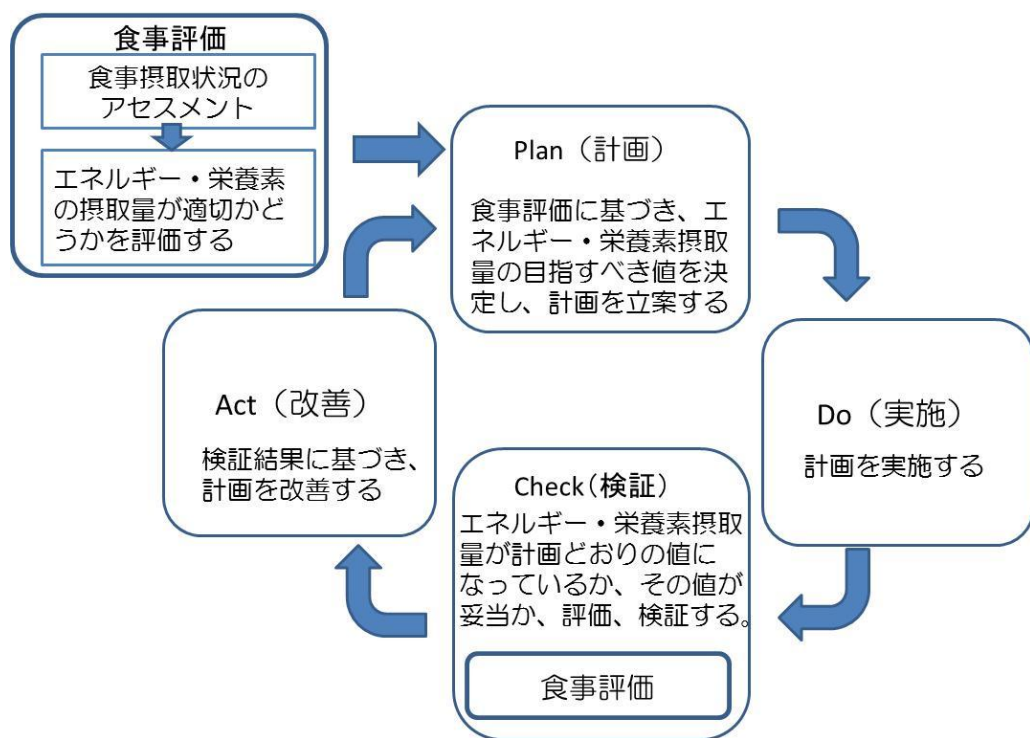 食事評価
食事摂取状況の
アセスメント
エネルギー・栄養素
の摂取量が適切かど
うかを評価する
Plan（計画）
食事評価に基づき、エ
ネルギー・栄養素摂取
量の目指すべき値を決
定し、計画を立案する
Do（実施）
計画を実施する
Check（検証）
エネルギー・栄養素摂取
量が計画どおりの値に
なっているか、その値が
妥当か、評価、検証する。
食事評価
Act（改善）
検証結果に基づき、
計画を改善する